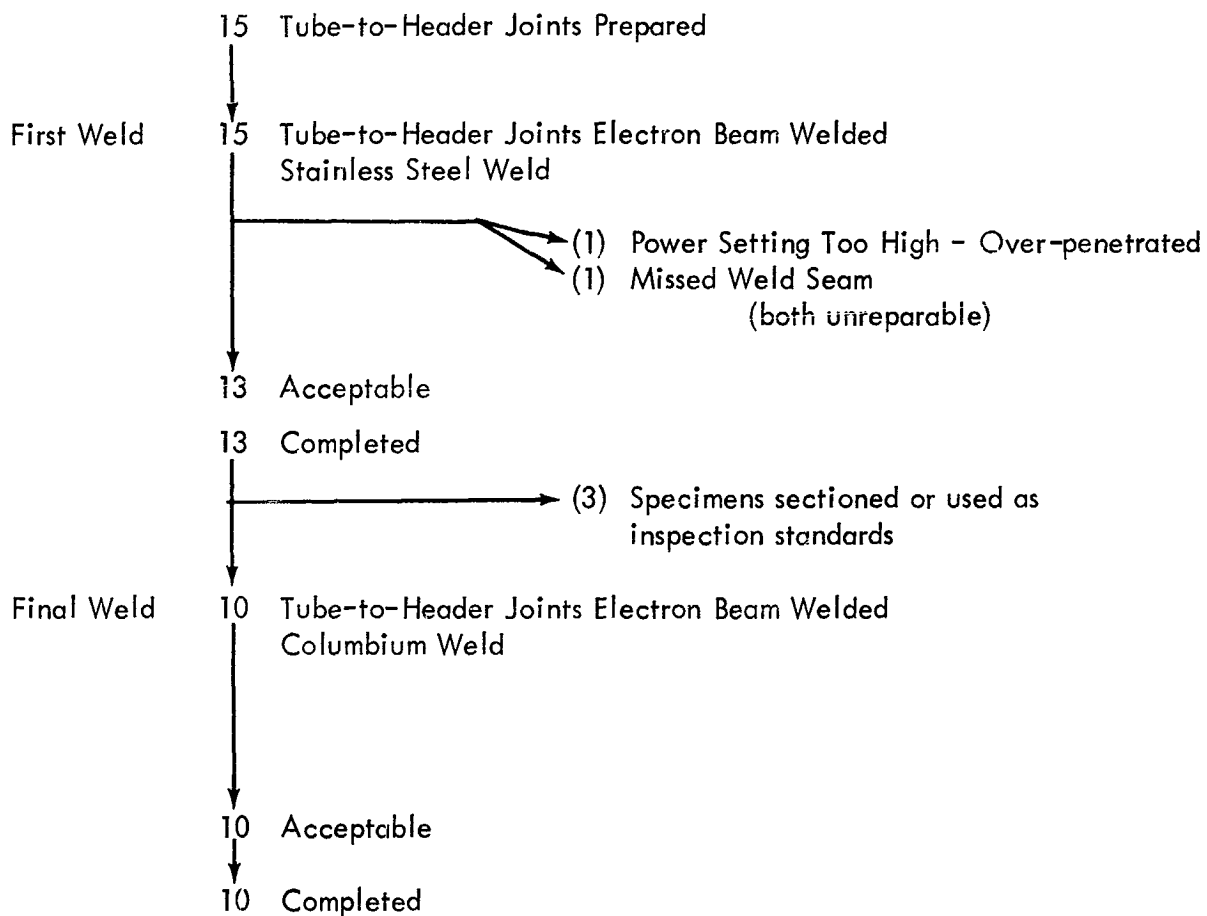 15 Tube-to-Header Joints Prepared
First Weld 15 Tube-to-Header Joints Electron Beam Welded
Stainless Steel Weld
(1) Power Setting Too High - Over-penetrated
(1) Missed Weld Seam
(both unreparable)
13 Acceptable
13 Completed
(3) Specimens sectioned or used as
inspection standards
Final Weld 10 Tube-to-Header Joints Electron Beam Welded
Columbium Weld
10 Acceptable
10 Completed